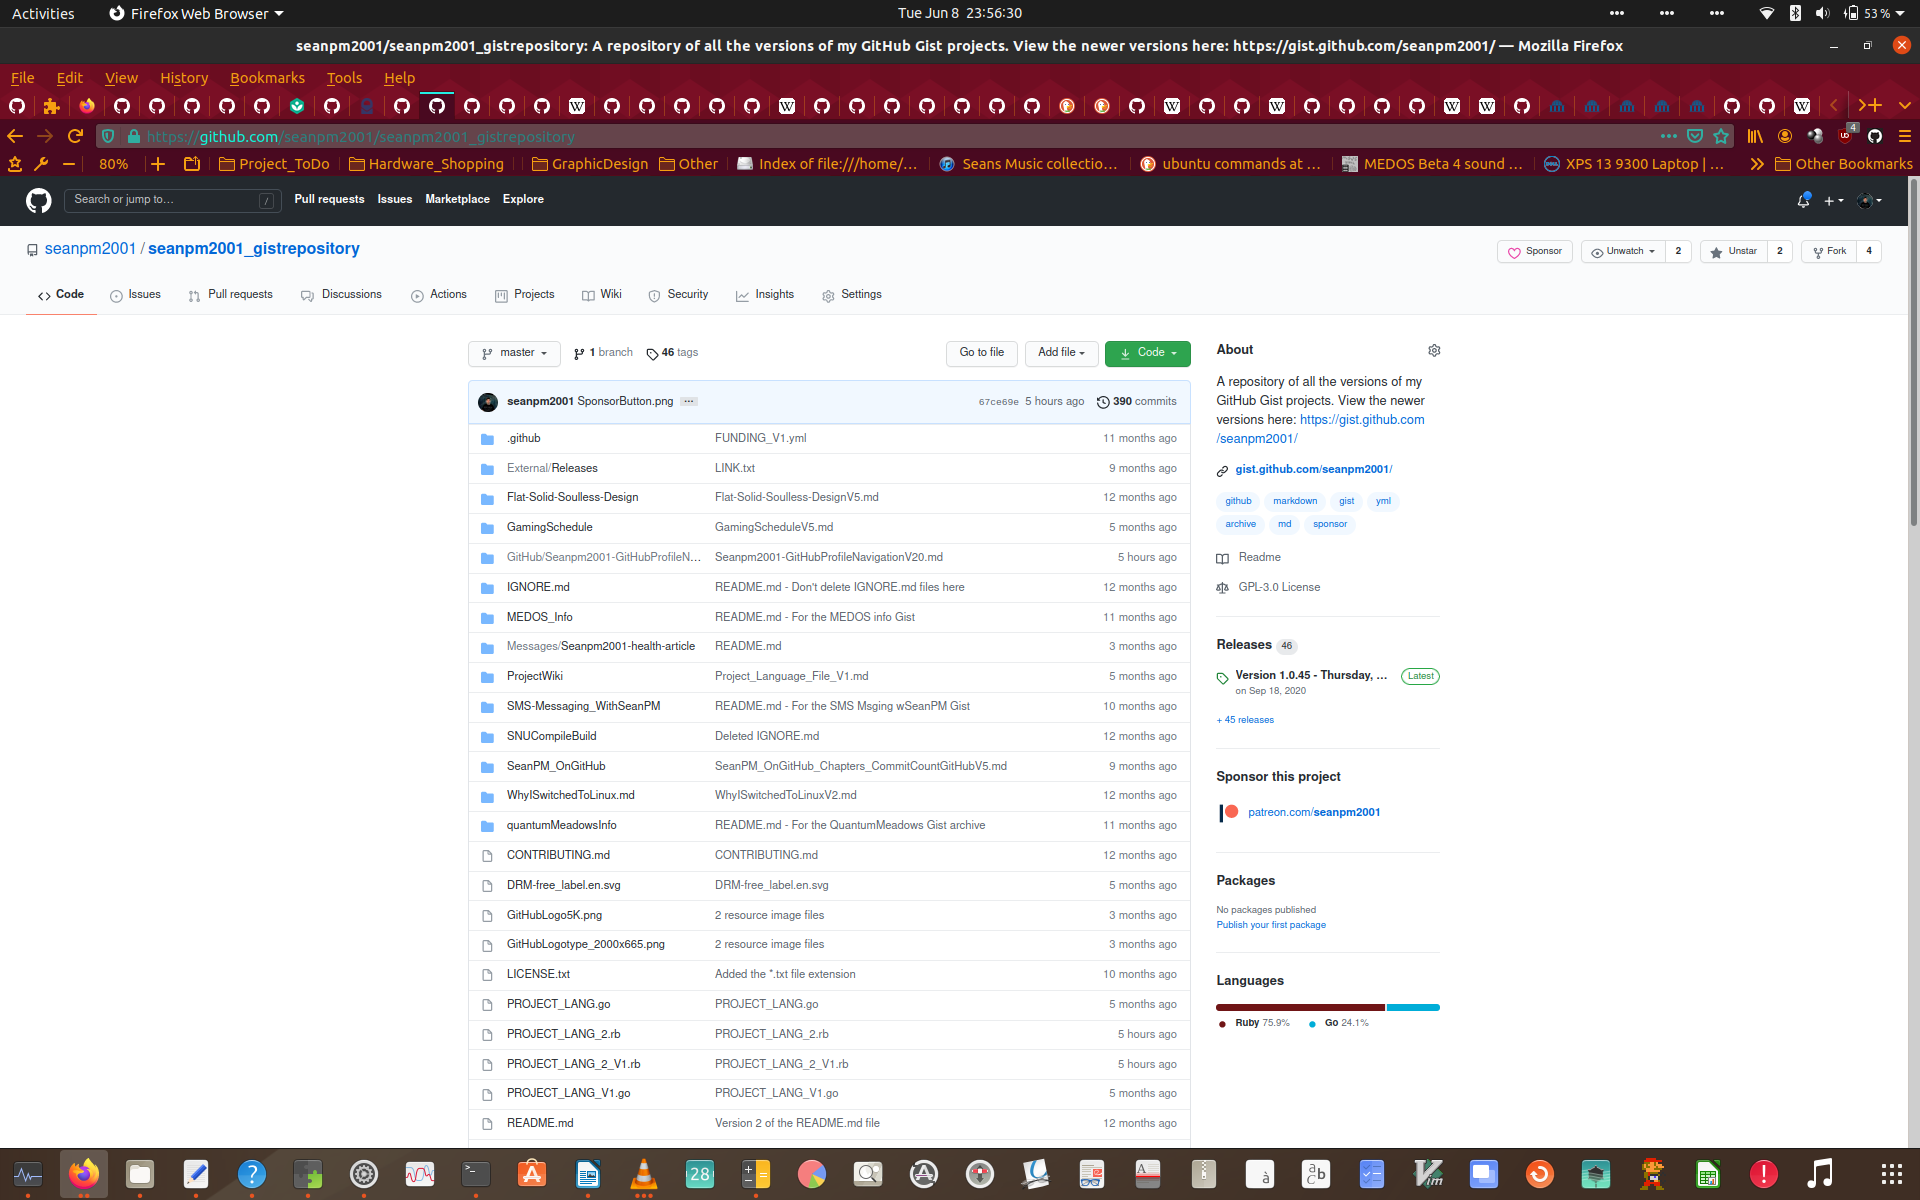 Activities
Firefox Web Browser
Tue Jun 8 23:56:30
53 %
seanpm2001/seanpm2001_gistrepository: A repository of all the versions of my GitHub Gist projects. View the newer versions here: https://gist.github.com/seanpm2001/ — Mozilla Firefox
File Edit View History Bookmarks Tools Help
https://github.com/seanpm2001/seanpm2001_gistrepository
4
80%
Project_ToDo
Hardware_Shopping
GraphicDesign
Other
Index of file:///home/…
Seans Music collectio…
ubuntu commands at …
MEDOS Beta 4 sound …
XPS 13 9300 Laptop | …
Other Bookmarks
Search or jump to…
/
Pull requests
Issues
Marketplace
Explore
seanpm2001 / seanpm2001_gistrepository
Sponsor
Unwatch 2
Unstar 2
Fork 4
Code
Issues
Pull requests
Discussions
Actions
Projects
Wiki
Security
Insights
Settings
master
1 branch
46 tags
Go to file
Add file
Code
seanpm2001 SponsorButton.png ...
67ce69e 5 hours ago
390 commits
.github FUNDING_V1.yml 11 months ago
External/Releases LINK.txt 9 months ago
Flat-Solid-Soulless-Design Flat-Solid-Soulless-DesignV5.md 12 months ago
GamingSchedule GamingScheduleV5.md 5 months ago
GitHub/Seanpm2001-GitHubProfileN… Seanpm2001-GitHubProfileNavigationV20.md 5 hours ago
IGNORE.md README.md - Don't delete IGNORE.md files here 12 months ago
MEDOS_Info README.md - For the MEDOS info Gist 11 months ago
Messages/Seanpm2001-health-article README.md 3 months ago
ProjectWiki Project_Language_File_V1.md 5 months ago
SMS-Messaging_WithSeanPM README.md - For the SMS Msging wSeanPM Gist 10 months ago
SNUCompileBuild Deleted IGNORE.md 12 months ago
SeanPM_OnGitHub SeanPM_OnGitHub_Chapters_CommitCountGitHubV5.md 9 months ago
WhyISwitchedToLinux.md WhyISwitchedToLinuxV2.md 12 months ago
quantumMeadowsInfo README.md - For the QuantumMeadows Gist archive 11 months ago
CONTRIBUTING.md CONTRIBUTING.md 12 months ago
DRM-free_label.en.svg DRM-free_label.en.svg 5 months ago
GitHubLogo5K.png 2 resource image files 3 months ago
GitHubLogotype_2000x665.png 2 resource image files 3 months ago
LICENSE.txt Added the *.txt file extension 10 months ago
PROJECT_LANG.go PROJECT_LANG.go 5 months ago
PROJECT_LANG_2.rb PROJECT_LANG_2.rb 5 hours ago
PROJECT_LANG_2_V1.rb PROJECT_LANG_2_V1.rb 5 hours ago
PROJECT_LANG_V1.go PROJECT_LANG_V1.go 5 months ago
README.md Version 2 of the README.md file 12 months ago
About
A repository of all the versions of my
GitHub Gist projects. View the newer
versions here: https://gist.github.com
/seanpm2001/
gist.github.com/seanpm2001/
github markdown gist yml
archive md sponsor
Readme
GPL-3.0 License
Releases 46
Version 1.0.45 - Thursday, … Latest
on Sep 18, 2020
+ 45 releases
Sponsor this project
patreon.com/seanpm2001
Packages
No packages published
Publish your first package
Languages
Ruby 75.9% Go 24.1%
28